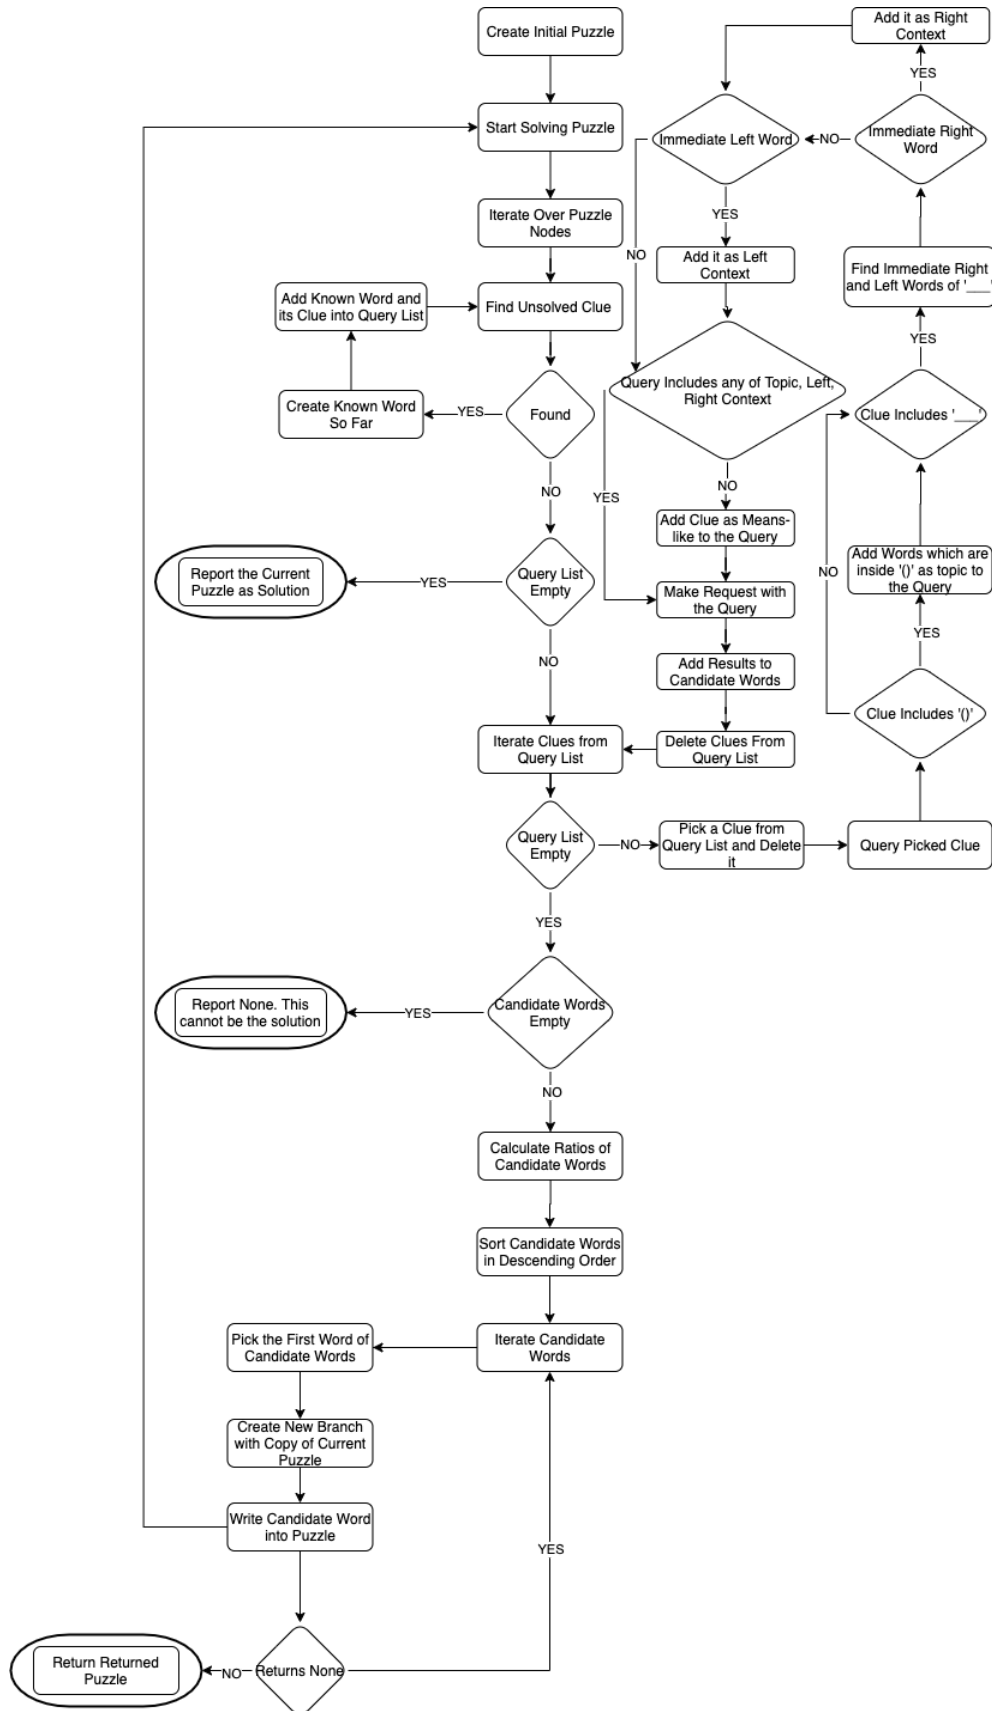 Create Initial Puzzle
Add it as Right
Context
YES
Start Solving Puzzle
Immediate Left Word
NO
Immediate Right
Word
YES
Iterate Over Puzzle
Nodes
NO
Add it as Left
Context
Find Immediate Right
and Left Words of '___'
Add Known Word and
its Clue into Query List
Find Unsolved Clue
YES
Query Includes any of Topic, Left,
Right Context
Create Known Word
So Far
YES
Found
Clue Includes '___'
NO
YES
NO
Add Clue as Means-
like to the Query
Report the Current
Puzzle as Solution
YES
Query List
Empty
Make Request with
the Query
NO
Add Words which are
inside '()' as topic to
the Query
YES
NO
Add Results to
Candidate Words
Clue Includes '()'
Iterate Clues from
Query List
Delete Clues From
Query List
Query List
Empty
NO
Pick a Clue from
Query List and Delete
it
Query Picked Clue
YES
Report None. This
cannot be the solution
YES
Candidate Words
Empty
NO
Calculate Ratios of
Candidate Words
Sort Candidate Words
in Descending Order
Pick the First Word of
Candidate Words
Iterate Candidate
Words
Create New Branch
with Copy of Current
Puzzle
Write Candidate Word
into Puzzle
YES
Return Returned
Puzzle
NO
Returns None